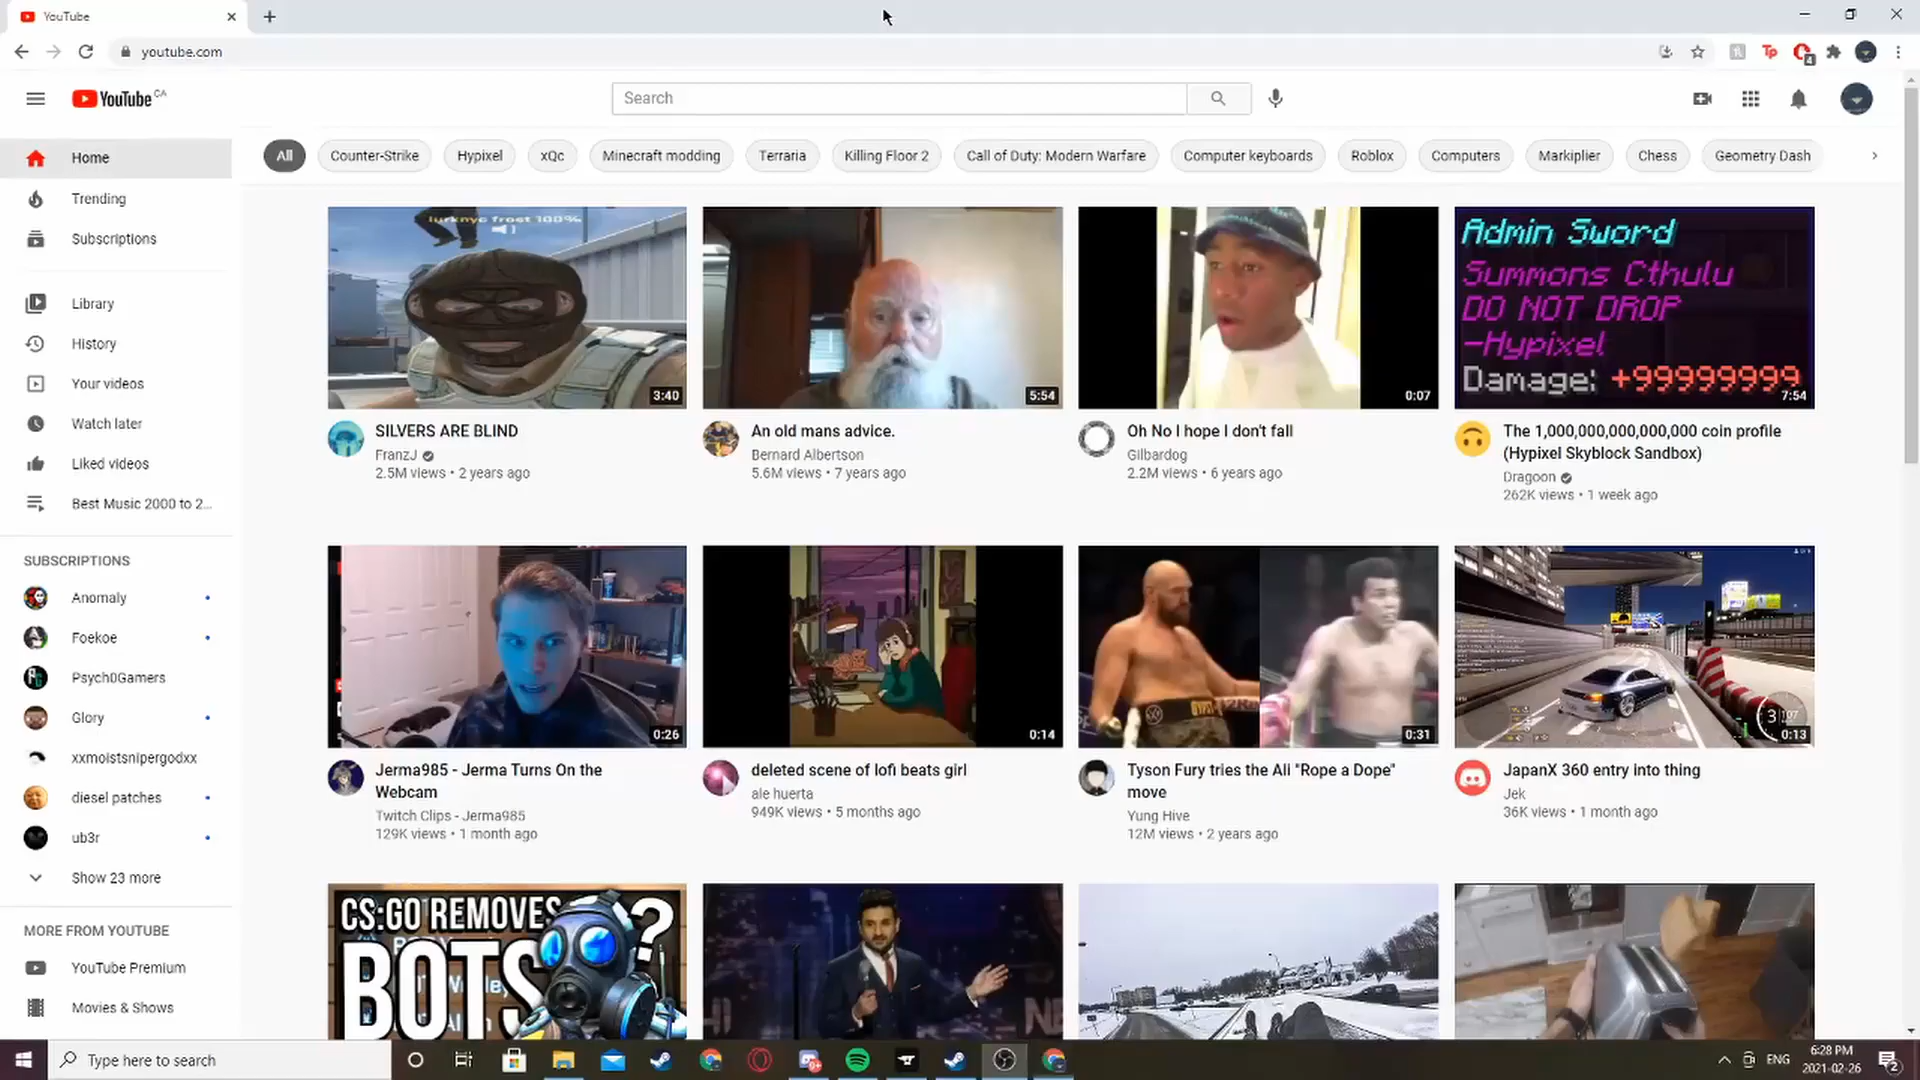 YouTube
youtube.com
Tp
4
YouTube CA
Search
Home
Trending
Subscriptions
Library
History
Your videos
Watch later
Liked videos
Best Music 2000 to 2...
SUBSCRIPTIONS
Anomaly
Foekoe
Psych0Gamers
Glory
xxmoistsnipergodxx
diesel patches
ub3r
Show 23 more
MORE FROM YOUTUBE
YouTube Premium
Movies & Shows
All
Counter-Strike
Hypixel
xQc
Minecraft modding
Terraria
Killing Floor 2
Call of Duty: Modern Warfare
Computer keyboards
Roblox
Computers
Markiplier
Chess
Geometry Dash
lurknyc frost 100%
3:40
SILVERS ARE BLIND
FranzJ
2.5M views • 2 years ago
5:54
An old mans advice.
Bernard Albertson
5.6M views • 7 years ago
0:07
Oh No I hope I don't fall
Gilbardog
2.2M views • 6 years ago
Admin Sword
Summons Cthulu
DO NOT DROP
-Hypixel
Damage: +99999999
7:54
The 1,000,000,000,000,000 coin profile
(Hypixel Skyblock Sandbox)
Dragoon
262K views • 1 week ago
0:26
Jerma985 - Jerma Turns On the
Webcam
Twitch Clips - Jerma985
129K views • 1 month ago
0:14
deleted scene of lofi beats girl
ale huerta
949K views • 5 months ago
0:31
Tyson Fury tries the Ali "Rope a Dope"
move
Yung Hive
12M views • 2 years ago
3
0:13
JapanX 360 entry into thing
Jek
36K views • 1 month ago
CS:GO REMOVES
BOTS?
Type here to search
ENG
6:28 PM
2021-02-26
2